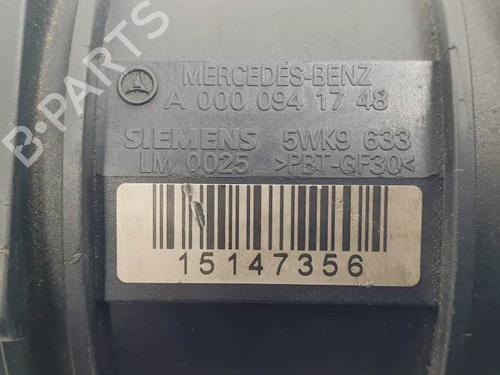 MERCEDES-BENZ
A 000 094 17 48
SIEMENS 5WK9 633
LM 0025 >PBT-GF30<
15147356
B-PARTS